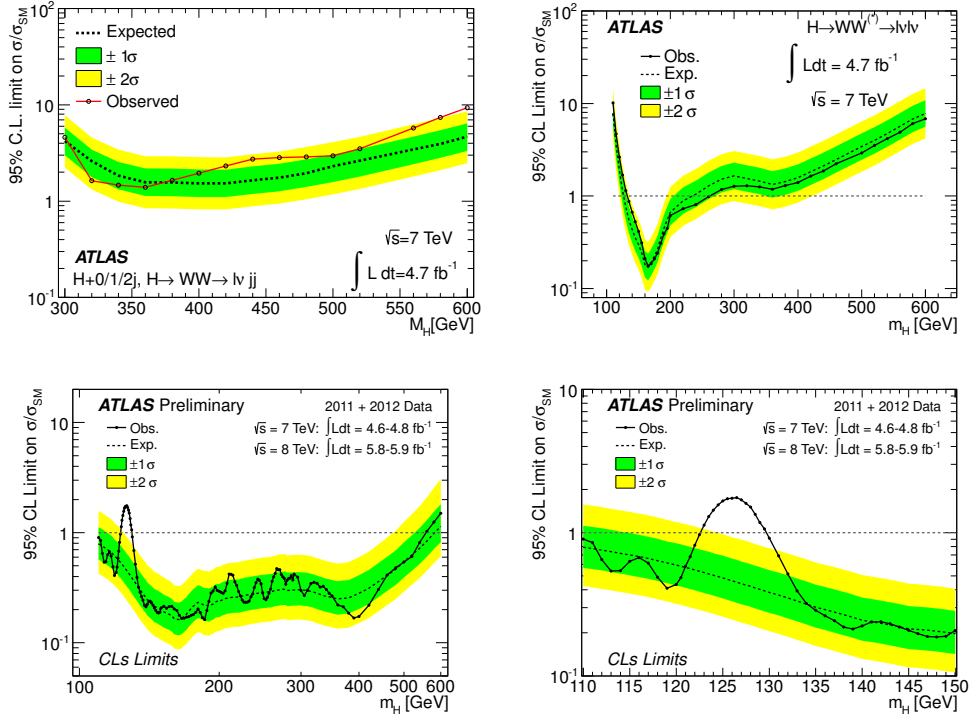 95% C.L. limit on σ/σSM
10²
10
1
10⁻¹
Expected
± 1σ
± 2σ
Observed
√s=7 TeV
ATLAS
∫ L dt=4.7 fb⁻¹
H+0/1/2j, H→ WW→ lν jj
300 350 400 450 500 550 600
M_H[GeV]
95% CL Limit on σ/σSM
10²
10
1
10⁻¹
ATLAS
H→WW(*)→lνlν
Obs.
Exp.
±1 σ
±2 σ
∫ Ldt = 4.7 fb⁻¹
√s = 7 TeV
100 200 300 400 500 600
m_H [GeV]
95% CL Limit on σ/σSM
10
1
10⁻¹
ATLAS Preliminary
2011 + 2012 Data
Obs.
Exp.
±1 σ
±2 σ
√s = 7 TeV: ∫Ldt = 4.6-4.8 fb⁻¹
√s = 8 TeV: ∫Ldt = 5.8-5.9 fb⁻¹
CLs Limits
100 200 300 400 500 600
m_H [GeV]
95% CL Limit on σ/σSM
10
1
10⁻¹
ATLAS Preliminary
2011 + 2012 Data
Obs.
Exp.
±1 σ
±2 σ
√s = 7 TeV: ∫Ldt = 4.6-4.8 fb⁻¹
√s = 8 TeV: ∫Ldt = 5.8-5.9 fb⁻¹
CLs Limits
110 115 120 125 130 135 140 145 150
m_H [GeV]